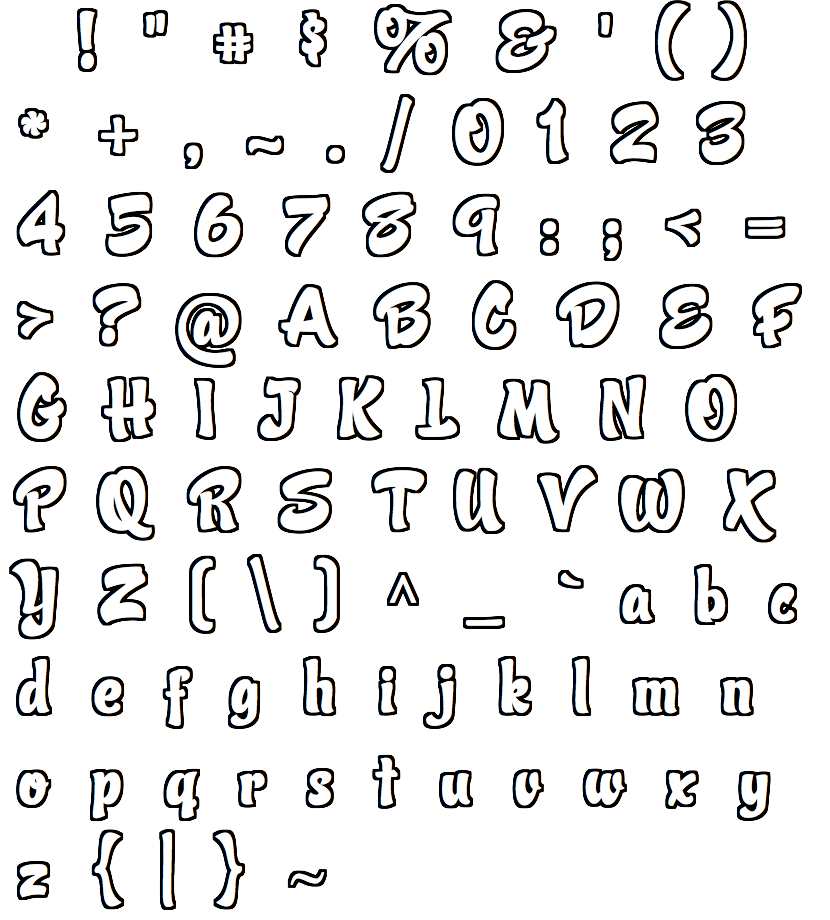 ! " # $ % & ' ( )
* + , ~ . / 0 1 2 3
4 5 6 7 8 9 : ; < =
> ? @ A B C D E F
G H I J K L M N O
P Q R S T U V W X
Y Z [ \ ] ^ _ ` a b c
d e f g h i j k l m n
o p q r s t u v w x y
z { | } ~